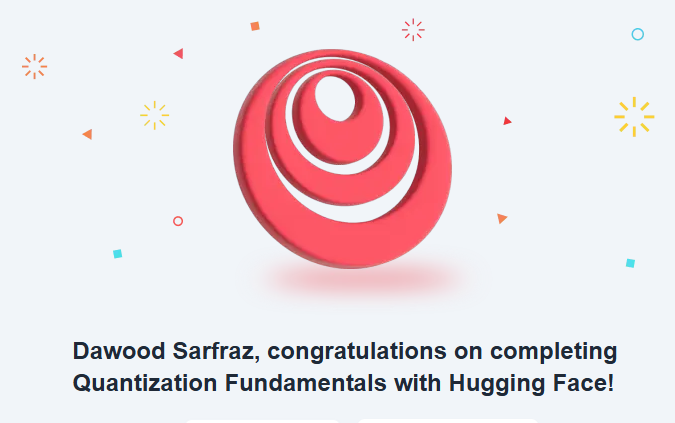 Dawood Sarfraz, congratulations on completing
Quantization Fundamentals with Hugging Face!